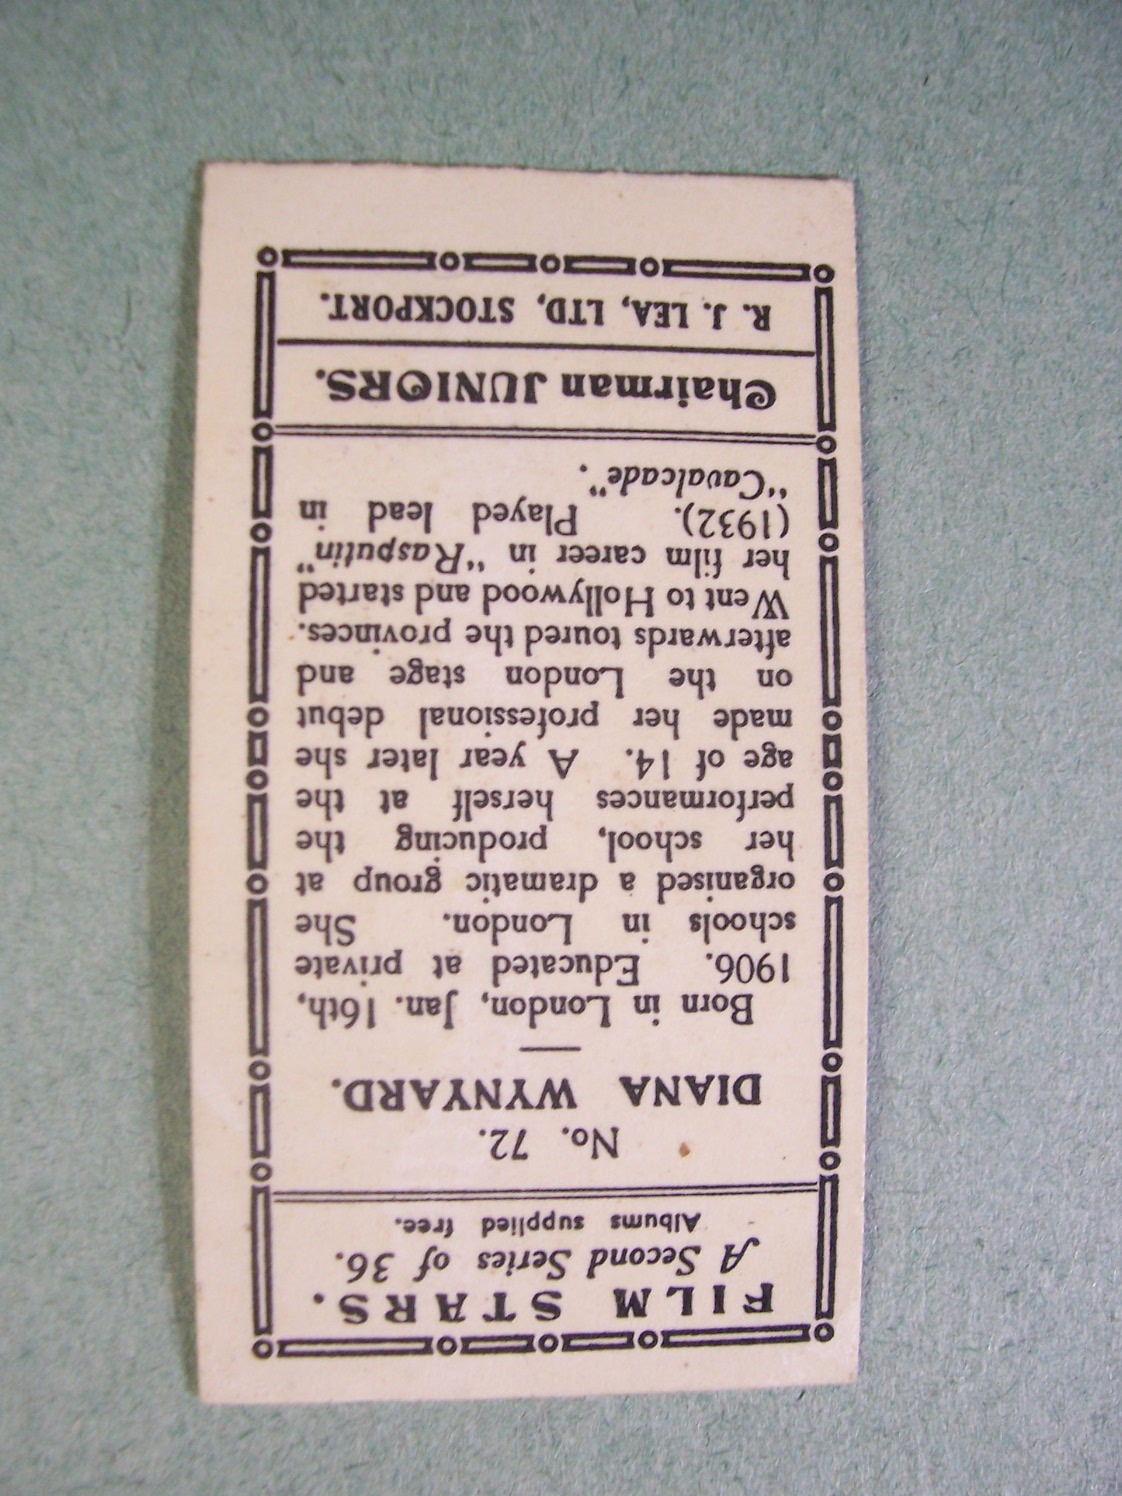 FILM STARS.
A Second Series of 36.
Albums supplied free.
No. 72.
DIANA WYNYARD.
Born in London, Jan. 16th,
1906. Educated at private
schools in London. She
organised a dramatic group at
her school, producing the
performances herself at the
age of 14. A year later she
made her professional debut
on the London stage and
afterwards toured the provinces.
Went to Hollywood and started
her film career in "Rasputin"
(1932). Played lead in
"Cavalcade".
Chairman JUNIORS.
R. J. LEA, LTD, STOCKPORT.